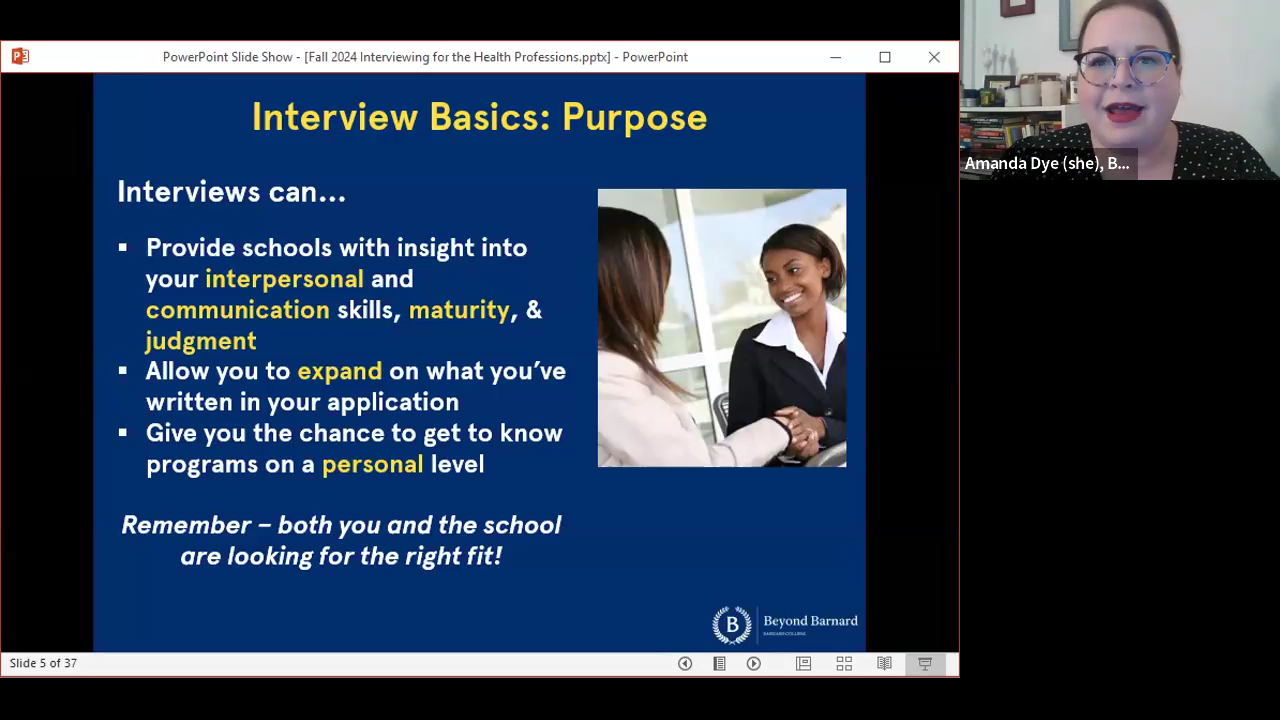 PowerPoint Slide Show - [Fall 2024 Interviewing for the Health Professions.pptx] - PowerPoint
Interview Basics: Purpose
Interviews can...
▪ Provide schools with insight into
your interpersonal and
communication skills, maturity, &
judgment
▪ Allow you to expand on what you've
written in your application
▪ Give you the chance to get to know
programs on a personal level
Remember – both you and the school
are looking for the right fit!
B
Beyond Barnard
BARNARD COLLEGE
Slide 5 of 37
Amanda Dye (she), B...